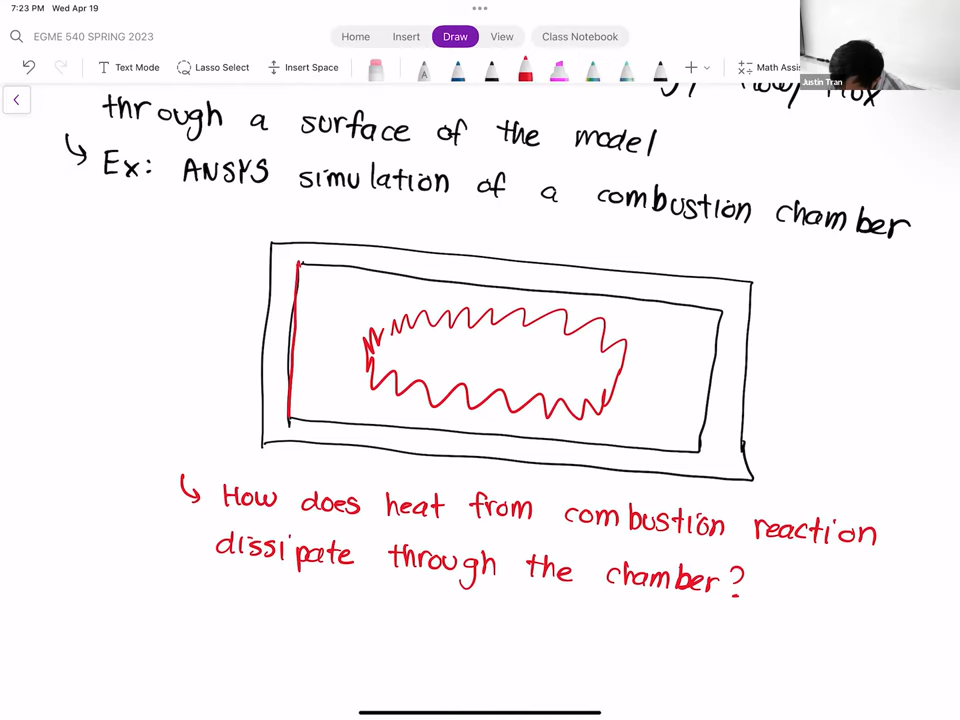 7:23 PM Wed Apr 19
EGME 540 SPRING 2023
Home Insert Draw View Class Notebook
Text Mode Lasso Select Insert Space Math Assis
Justin Tran
through a surface of the model
Ex: ANSYS simulation of a combustion chamber
How does heat from combustion reaction
dissipate through the chamber?